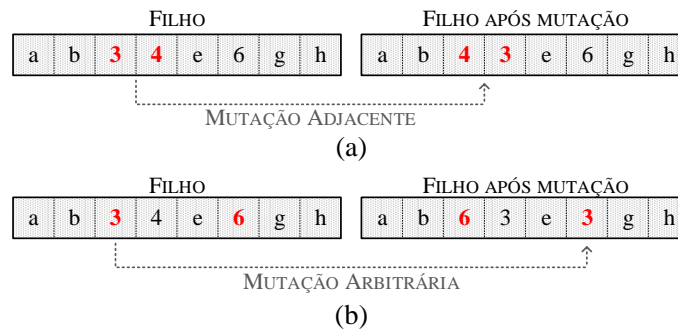 FILHO FILHO APÓS MUTAÇÃO
a b 3 4 e 6 g h a b 4 3 e 6 g h
MUTAÇÃO ADJACENTE
(a)
FILHO FILHO APÓS MUTAÇÃO
a b 3 4 e 6 g h a b 6 3 e 3 g h
MUTAÇÃO ARBITRÁRIA
(b)